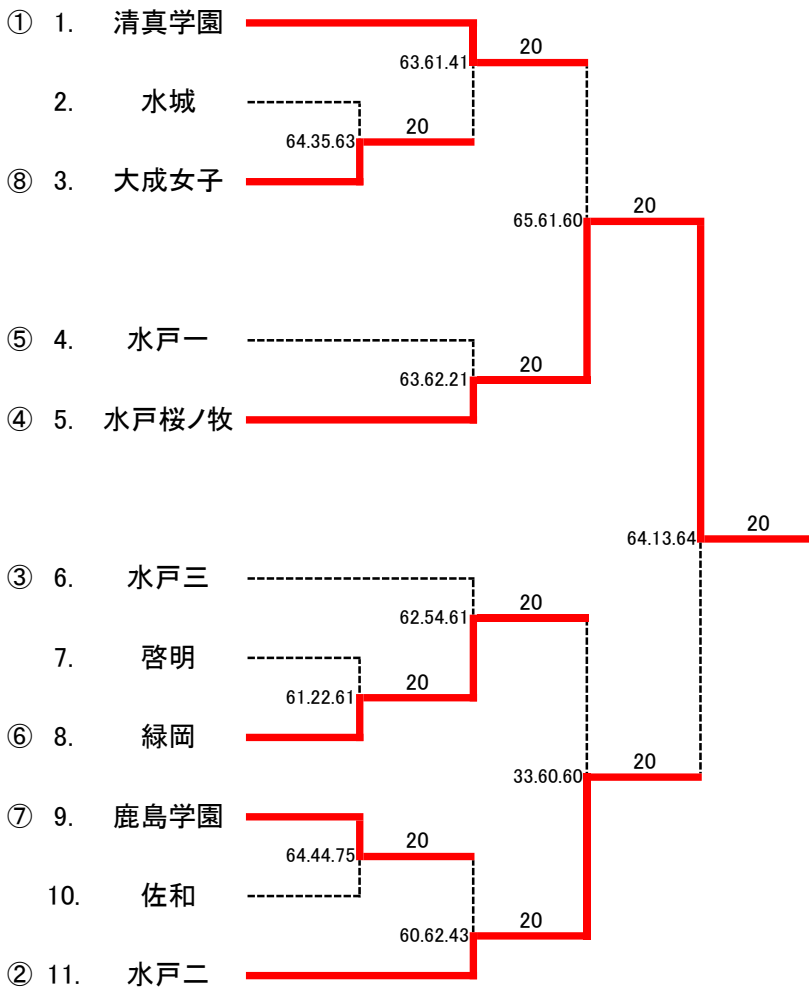 ① 1. 清真学園
20
63.61.41
2. 水城
20
64.35.63
⑧ 3. 大成女子
20
65.61.60
⑤ 4. 水戸一
20
63.62.21
④ 5. 水戸桜ノ牧
20
64.13.64
③ 6. 水戸三
20
62.54.61
7. 啓明
20
61.22.61
⑥ 8. 緑岡
20
33.60.60
⑦ 9. 鹿島学園
20
64.44.75
10. 佐和
20
60.62.43
② 11. 水戸二